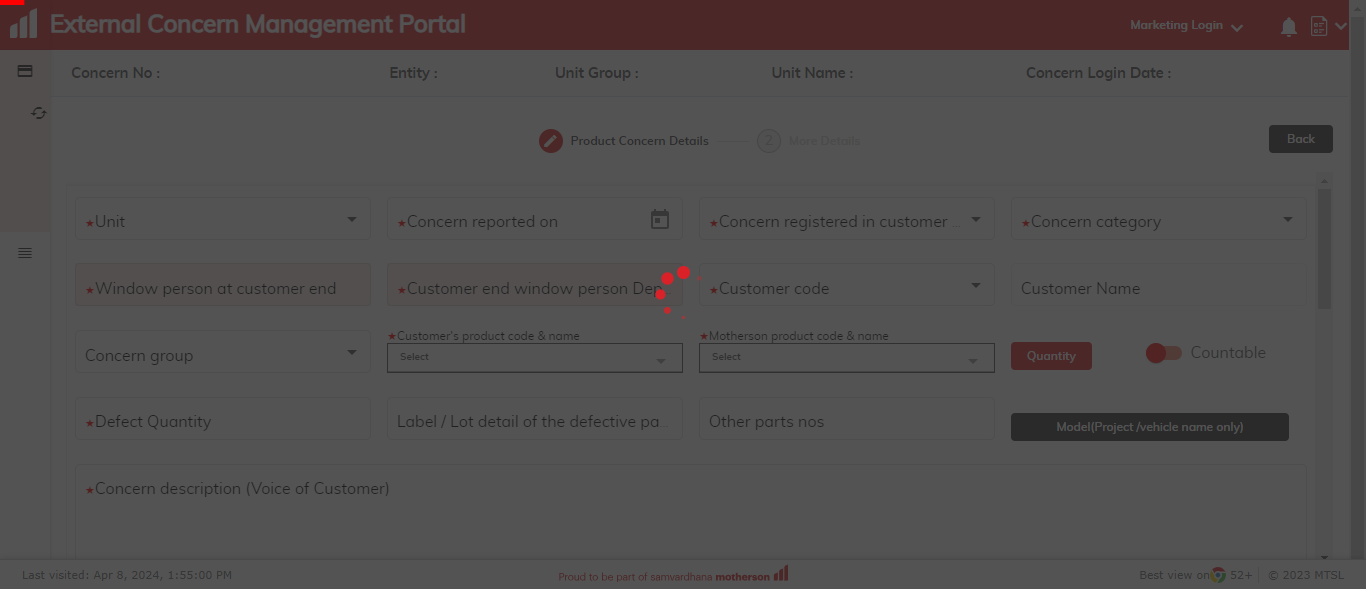 External Concern Management Portal
Marketing Login
Concern No :
Entity :
Unit Group :
Unit Name :
Concern Login Date :
Product Concern Details
2
More Details
Back
★Unit
★Concern reported on
★Concern registered in customer ...
★Concern category
★Window person at customer end
★Customer end window person Dep
★Customer code
Customer Name
Concern group
★Customer's product code & name
Select
★Motherson product code & name
Select
Quantity
Countable
★Defect Quantity
Label / Lot detail of the defective pa...
Other parts nos
Model(Project /vehicle name only)
★Concern description (Voice of Customer)
Last visited: Apr 8, 2024, 1:55:00 PM
Proud to be part of samvardhana motherson
Best view on 52+
© 2023 MTSL